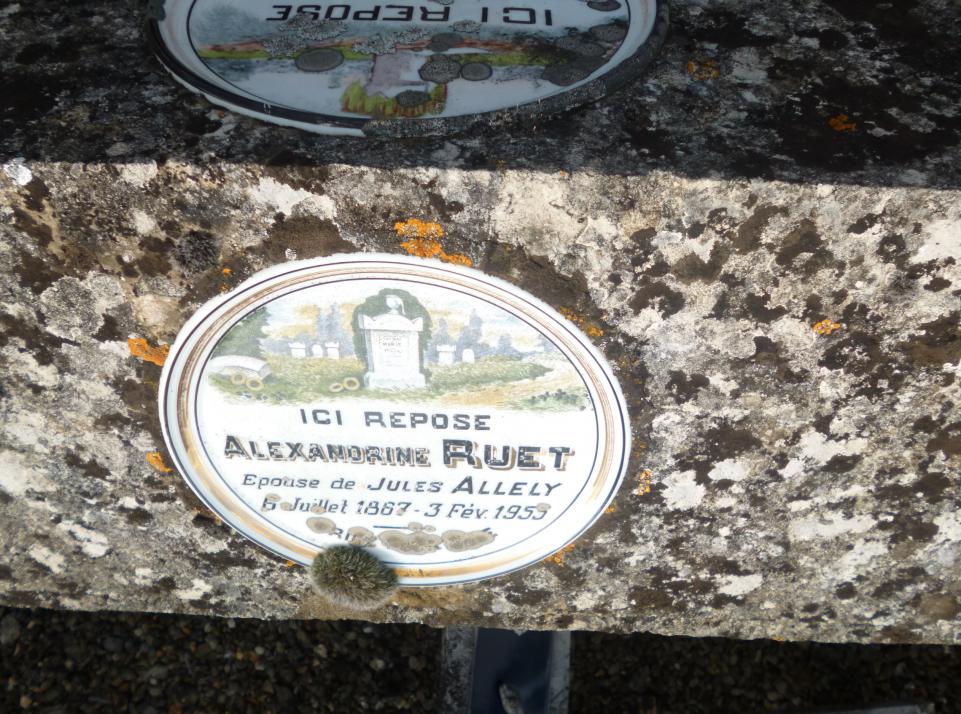 ICI REPOSE
ICI REPOSE
ALEXANDRINE RUET
Epouse de JULES ALLELY
6 Juillet 1867 - 3 Fév. 1953